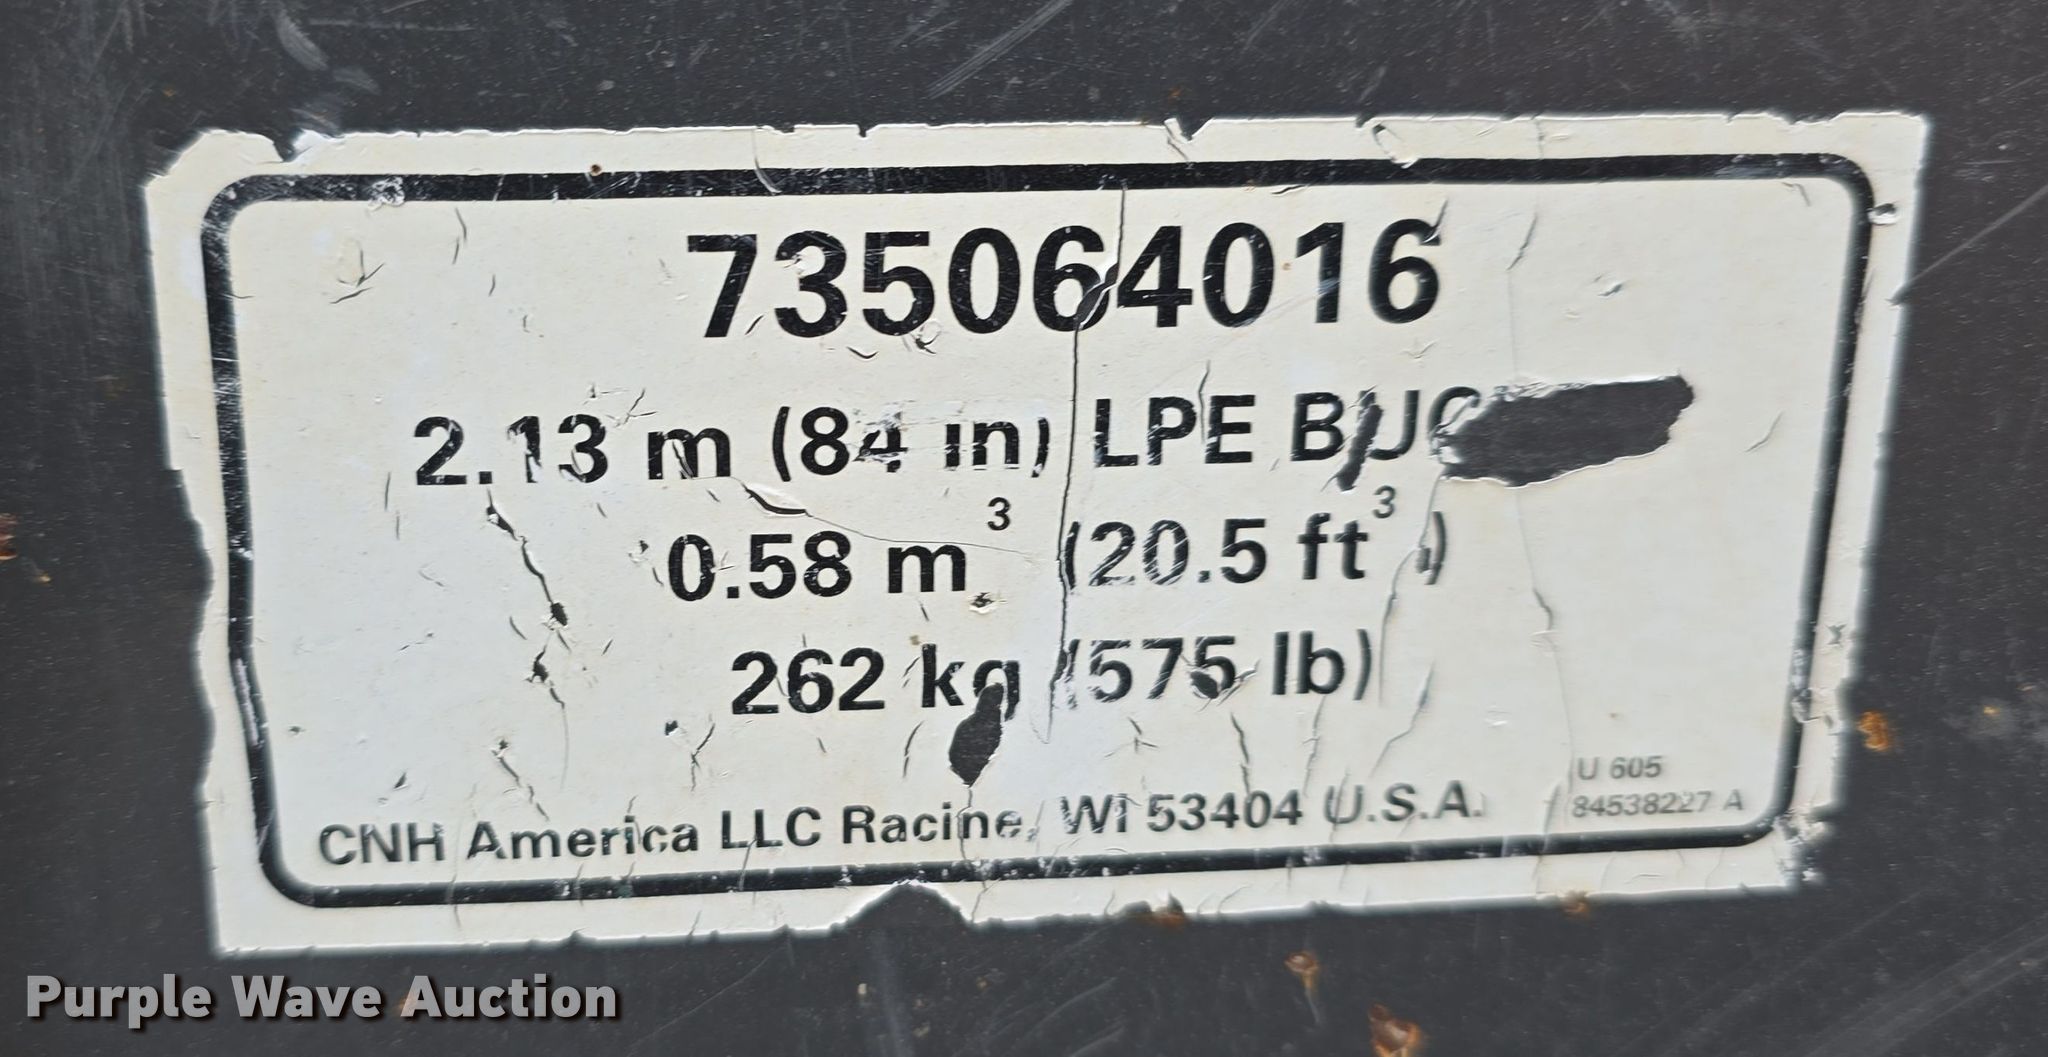 735064016
2.13 m (84 in) LPE BUC
0.58 m³ (20.5 ft³)
262 kg (575 lb)
CNH America LLC Racine, WI 53404 U.S.A.
U 605
84538227 A
Purple Wave Auction